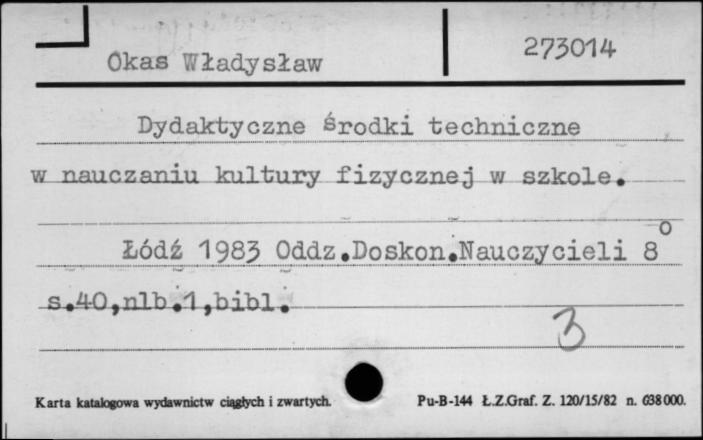 Okas Władysław
273014
Dydaktyczne środki techniczne
w nauczaniu kultury fizycznej w szkole.
Łódź 1983 Oddz.Doskon.Nauczycieli 8°
s.40,nlb.1,bibl.
3
Karta katalogowa wydawnictw ciągłych i zwartych. Pu-B-144 Ł.Z.Graf. Z. 120/15/82 n. 638000.